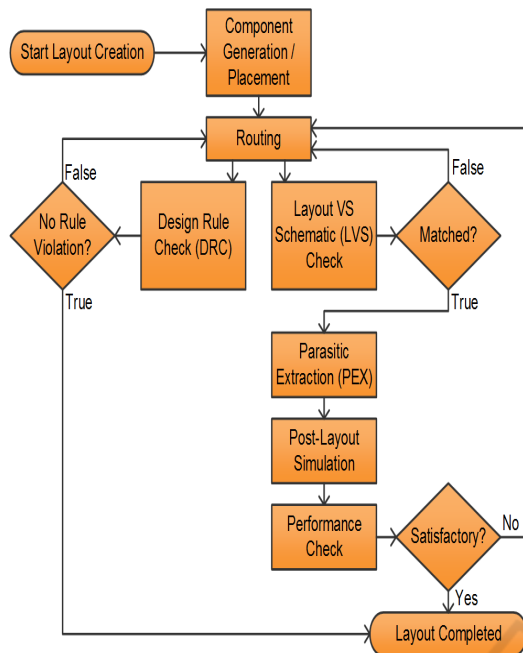 Start Layout Creation
Component
Generation /
Placement
Routing
False
False
No Rule
Violation?
Design Rule
Check (DRC)
Layout VS
Schematic (LVS)
Check
Matched?
True
True
Parasitic
Extraction (PEX)
Post-Layout
Simulation
Performance
Check
Satisfactory?
No
Yes
Layout Completed